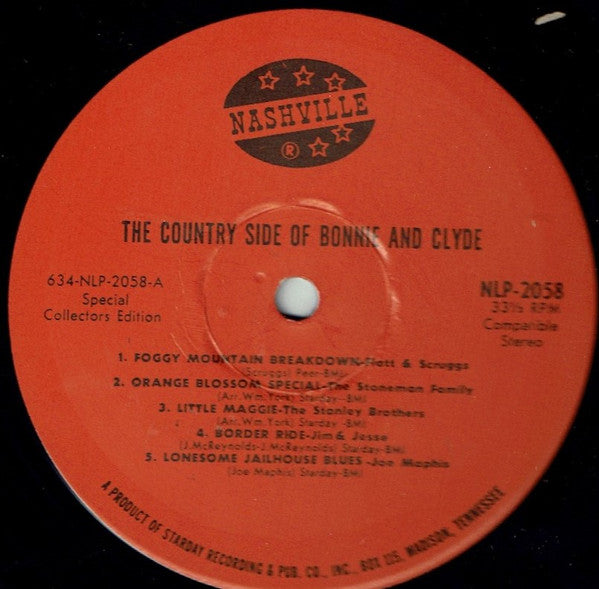 NASHVILLE
®
THE COUNTRY SIDE OF BONNIE AND CLYDE
634-NLP-2058-A
Special
Collectors Edition
NLP-2058
33⅓ RPM
Compatible
Stereo
1. FOGGY MOUNTAIN BREAKDOWN-Flatt & Scruggs
(Scruggs) Peer-BMI
2. ORANGE BLOSSOM SPECIAL-The Stoneman Family
(Arr. Wm. York) Starday-BMI
3. LITTLE MAGGIE-The Stanley Brothers
(Arr. Wm. York) Starday-BMI
4. BORDER RIDE-Jim & Jesse
(J.McReynolds-J.McReynolds) Starday-BMI
5. LONESOME JAILHOUSE BLUES-Joe Maphis
(Joe Maphis) Starday-BMI
A PRODUCT OF STARDAY RECORDING & PUB. CO., INC., BOX 115, MADISON, TENNESSEE